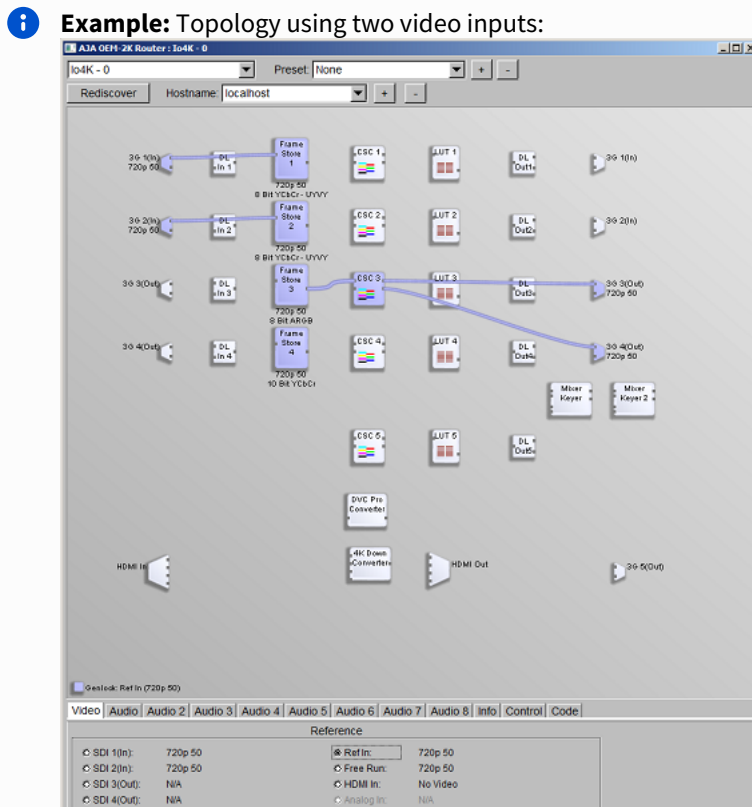 Example: Topology using two video inputs:
AJA OEM-2K Router : Io4K - 0
Io4K - 0 Preset: None + -
Rediscover Hostname: localhost + -
3G 1(In)
720p 50
DL
In 1
Frame
Store
1
720p 50
8 Bit YCbCr - UYVY
CSC 1
LUT 1
DL
Out1
3G 1(In)
3G 2(In)
720p 50
DL
In 2
Frame
Store
2
720p 50
8 Bit YCbCr - UYVY
CSC 2
LUT 2
DL
Out2
3G 2(In)
3G 3(Out)
DL
In 3
Frame
Store
3
720p 50
8 Bit ARGB
CSC 3
LUT 3
DL
Out3
3G 3(Out)
720p 50
3G 4(Out)
DL
In 4
Frame
Store
4
720p 50
10 Bit YCbCr
CSC 4
LUT 4
DL
Out4
3G 4(Out)
720p 50
Mixer
Keyer
Mixer
Keyer 2
CSC 5
LUT 5
DL
Out5
DVC Pro
Converter
HDMI In
4K Down
Converter
HDMI Out
3G 5(Out)
Genlock: Ref In (720p 50)
Video Audio Audio 2 Audio 3 Audio 4 Audio 5 Audio 6 Audio 7 Audio 8 Info Control Code
Reference
SDI 1(In): 720p 50 Ref In: 720p 50
SDI 2(In): 720p 50 Free Run: 720p 50
SDI 3(Out): N/A HDMI In: No Video
SDI 4(Out): N/A Analog In: N/A